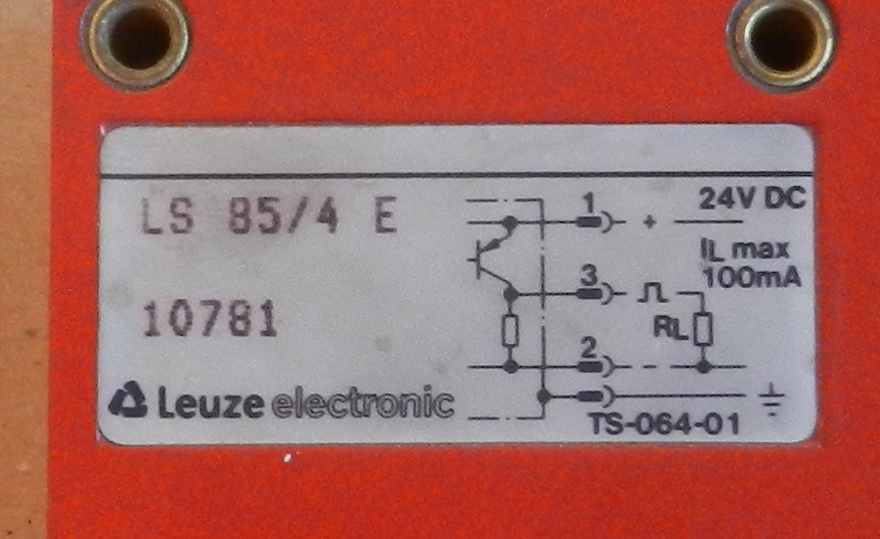 LS 85/4 E
10781
Leuze electronic
1 + 24V DC
IL max
100mA
3
RL
2 -
TS-064-01